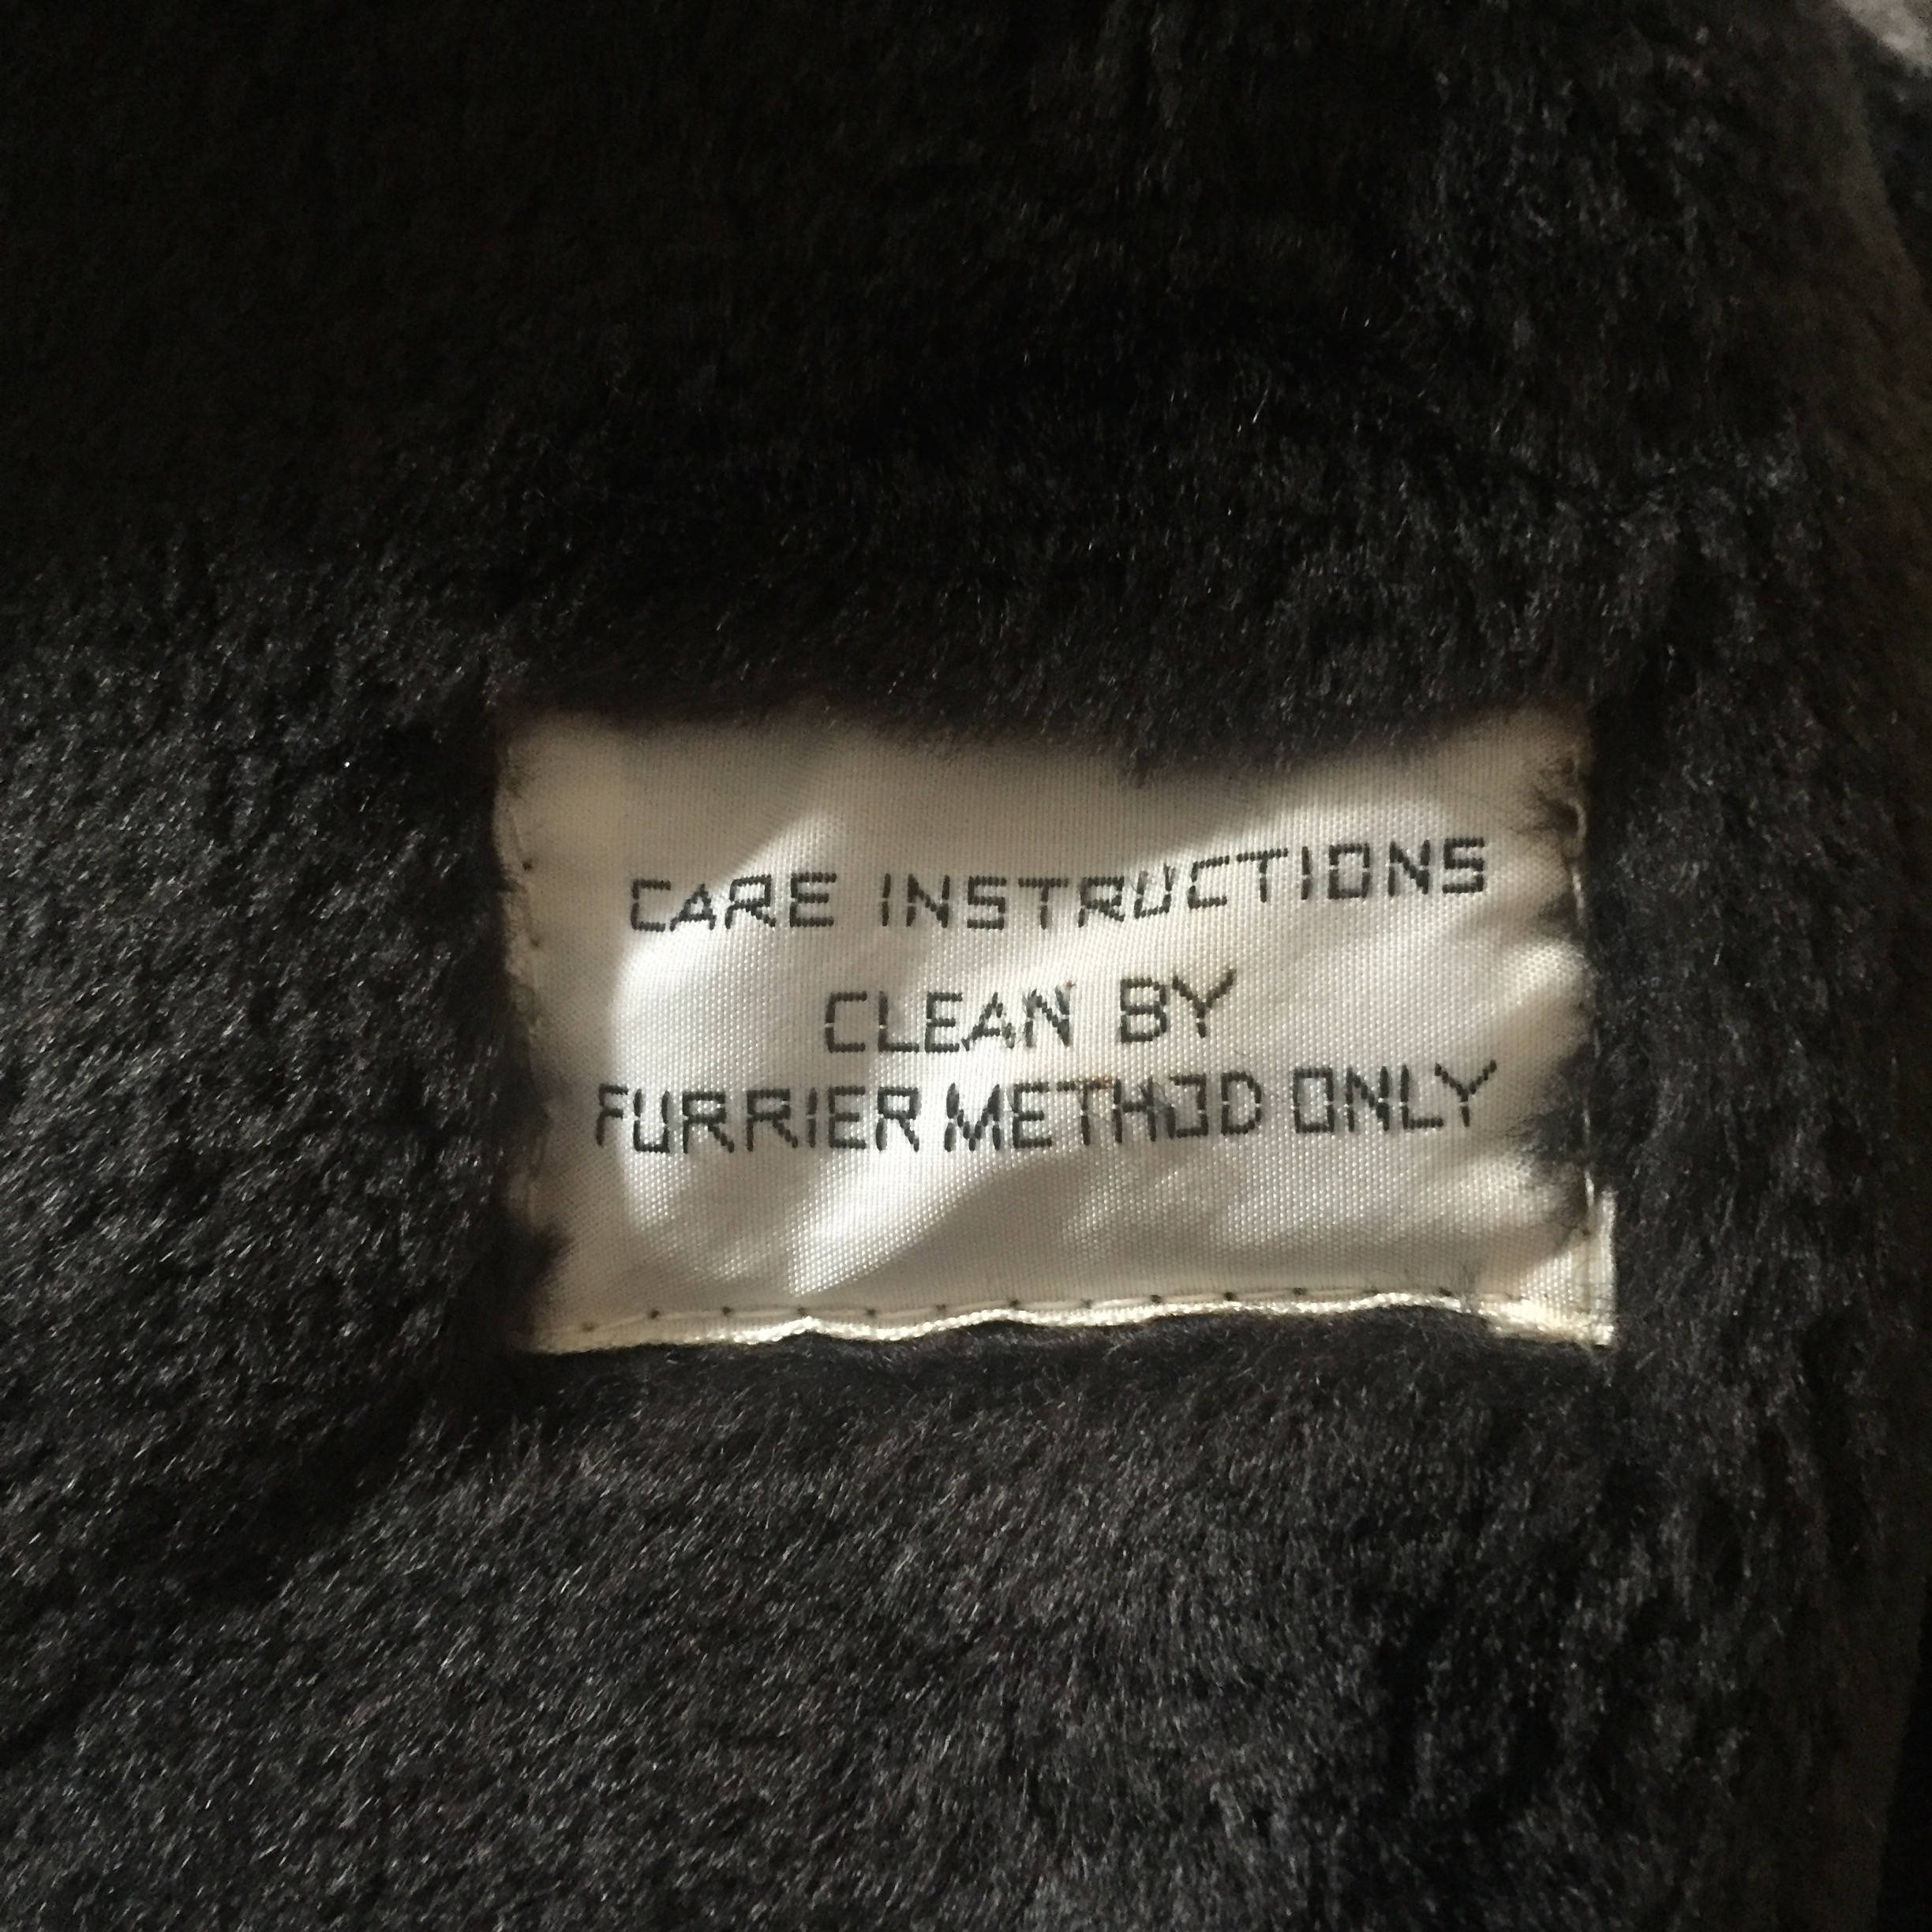 CARE INSTRUCTIONS
CLEAN BY
FURRIER METHOD ONLY